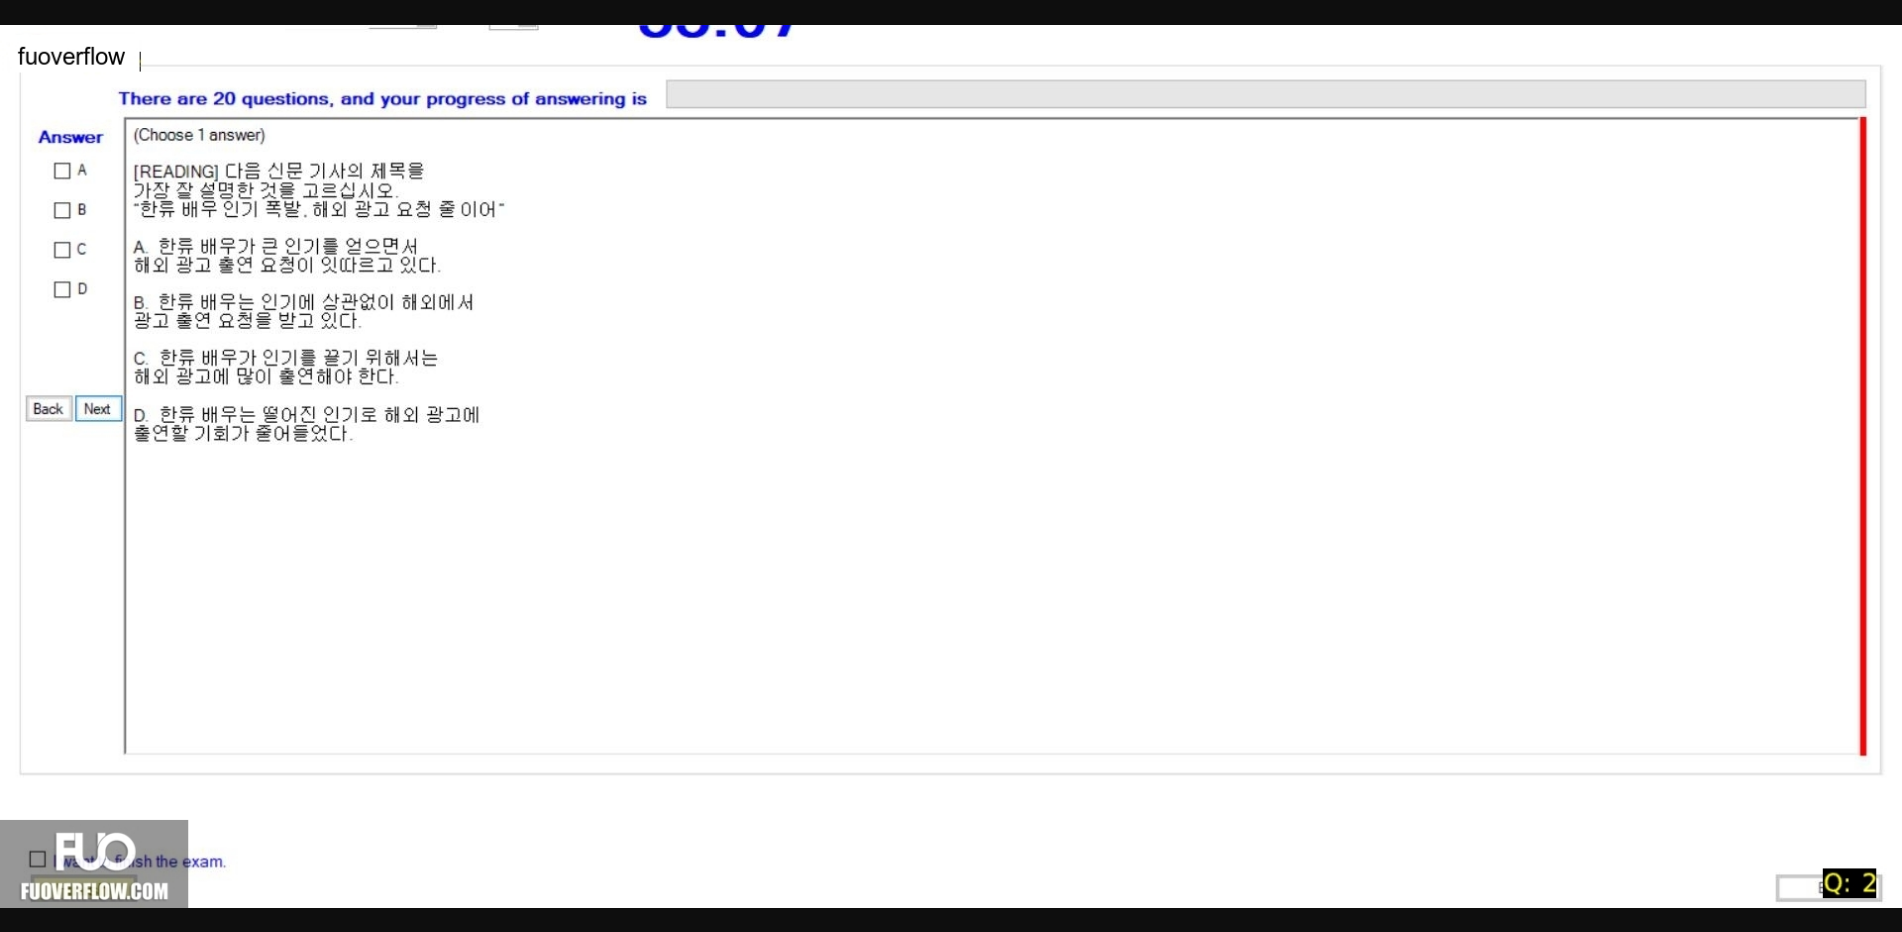 fuoverflow
There are 20 questions, and your progress of answering is
Answer
(Choose 1 answer)
A
B
C
D
[READING] 다음 신문 기사의 제목을
가장 잘 설명한 것을 고르십시오.
"한류 배우 인기 폭발, 해외 광고 요청 줄 이어"
A. 한류 배우가 큰 인기를 얻으면서
해외 광고 출연 요청이 잇따르고 있다.
B. 한류 배우는 인기에 상관없이 해외에서
광고 출연 요청을 받고 있다.
C. 한류 배우가 인기를 끌기 위해서는
해외 광고에 많이 출연해야 한다.
Back Next
D. 한류 배우는 떨어진 인기로 해외 광고에
출연할 기회가 줄어들었다.
FUO
the exam.
FUOVERFLOW.COM
Q: 2